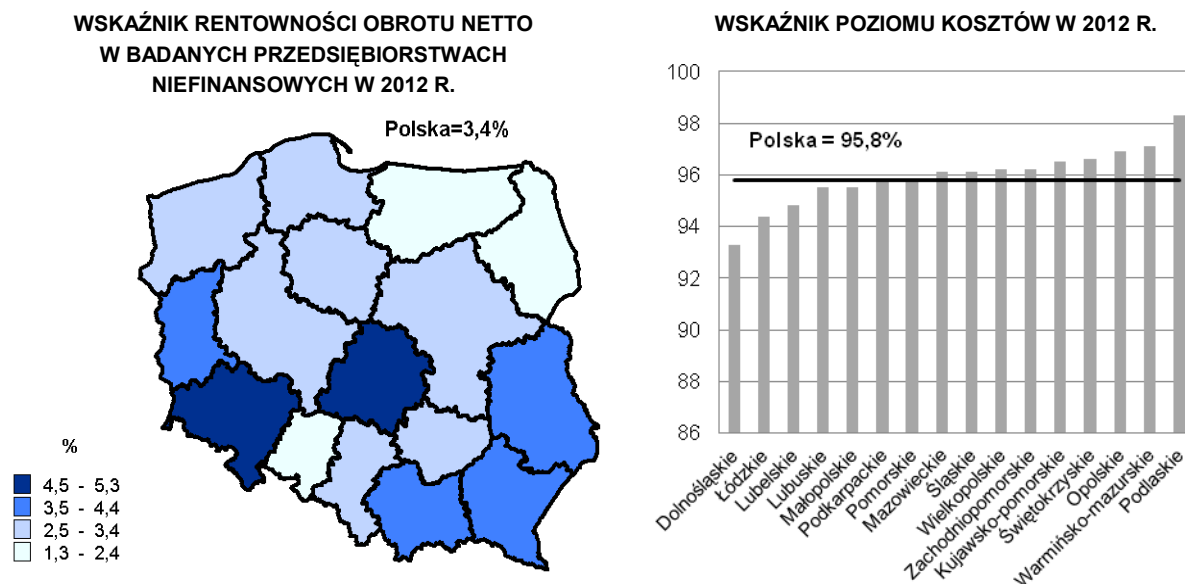 WSKAŹNIK RENTOWNOŚCI OBROTU NETTO
W BADANYCH PRZEDSIĘBIORSTWACH
NIEFINANSOWYCH W 2012 R.
Polska=3,4%
%
4,5 - 5,3
3,5 - 4,4
2,5 - 3,4
1,3 - 2,4
WSKAŹNIK POZIOMU KOSZTÓW W 2012 R.
100
98
96
94
92
90
88
86
Polska = 95,8%
Dolnośląskie
Łódzkie
Lubelskie
Lubuskie
Małopolskie
Podkarpackie
Pomorskie
Mazowieckie
Śląskie
Wielkopolskie
Zachodniopomorskie
Kujawsko-pomorskie
Świętokrzyskie
Opolskie
Warmińsko-mazurskie
Podlaskie